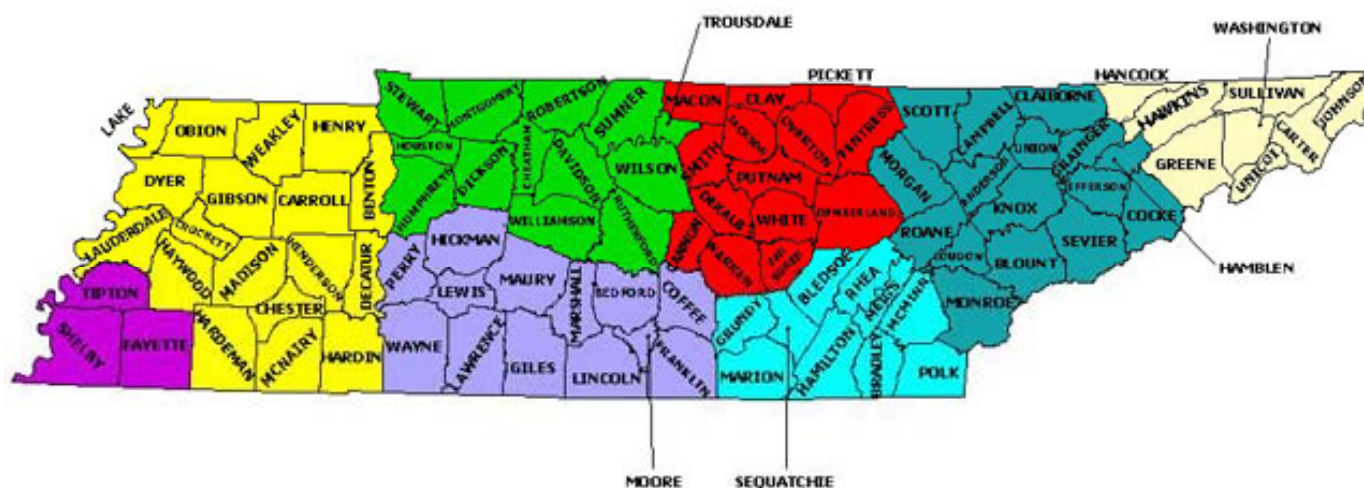 TROUSDALE
WASHINGTON
PICKETT
HANCOCK
LAKE
OBION
WEAKLEY
HENRY
STEWART
MONTGOMERY
ROBERTSON
SUMNER
MACON
CLAY
JACKSON
OVERTON
FENTRESS
SCOTT
CAMPBELL
CLAIBORNE
HAWKINS
SULLIVAN
JOHNSON
CARTER
UNICOI
GREENE
GRAINGER
UNION
DYER
GIBSON
CARROLL
BENTON
HOUSTON
HUMPHREYS
DICKSON
CHEATHAM
DAVIDSON
WILSON
SMITH
PUTNAM
MORGAN
ANDERSON
KNOX
JEFFERSON
COCKE
SEVIER
LAUDERDALE
CROCKETT
HAYWOOD
MADISON
HENDERSON
DECATUR
PERRY
HICKMAN
WILLIAMSON
RUTHERFORD
CANNON
DEKALB
WHITE
CUMBERLAND
WARREN
VAN BUREN
ROANE
LOUDON
BLOUNT
MONROE
HAMBLEN
TIPTON
SHELBY
FAYETTE
HARDEMAN
CHESTER
MCNAIRY
HARDIN
WAYNE
LEWIS
LAWRENCE
MAURY
GILES
MARSHALL
BEDFORD
LINCOLN
COFFEE
FRANKLIN
GRUNDY
MARION
BLEDSOE
RHEA
MEIGS
MCMINN
HAMILTON
BRADLEY
POLK
MOORE
SEQUATCHIE